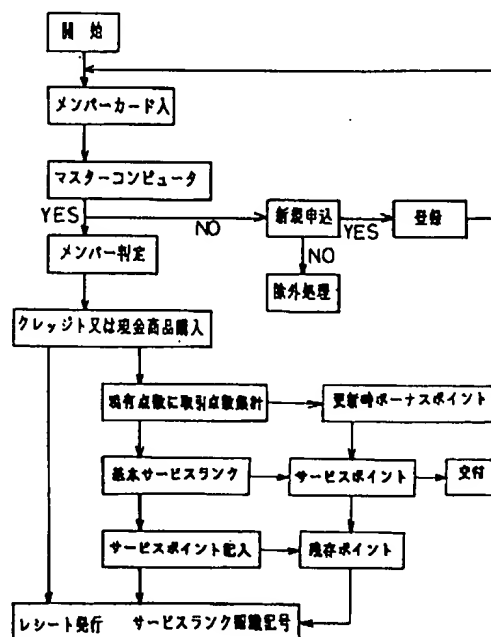 開始
メンバーカード入
マスターコンピュータ
YES
NO
新規申込
YES
登録
メンバー判定
NO
除外処理
クレッジト又は現金商品購入
現有点数に取引点数集計
更新時ボーナスポイント
基本サービスランク
サービスポイント
交付
サービスポイント記入
残存ポイント
レシート発行
サービスランク認識記号